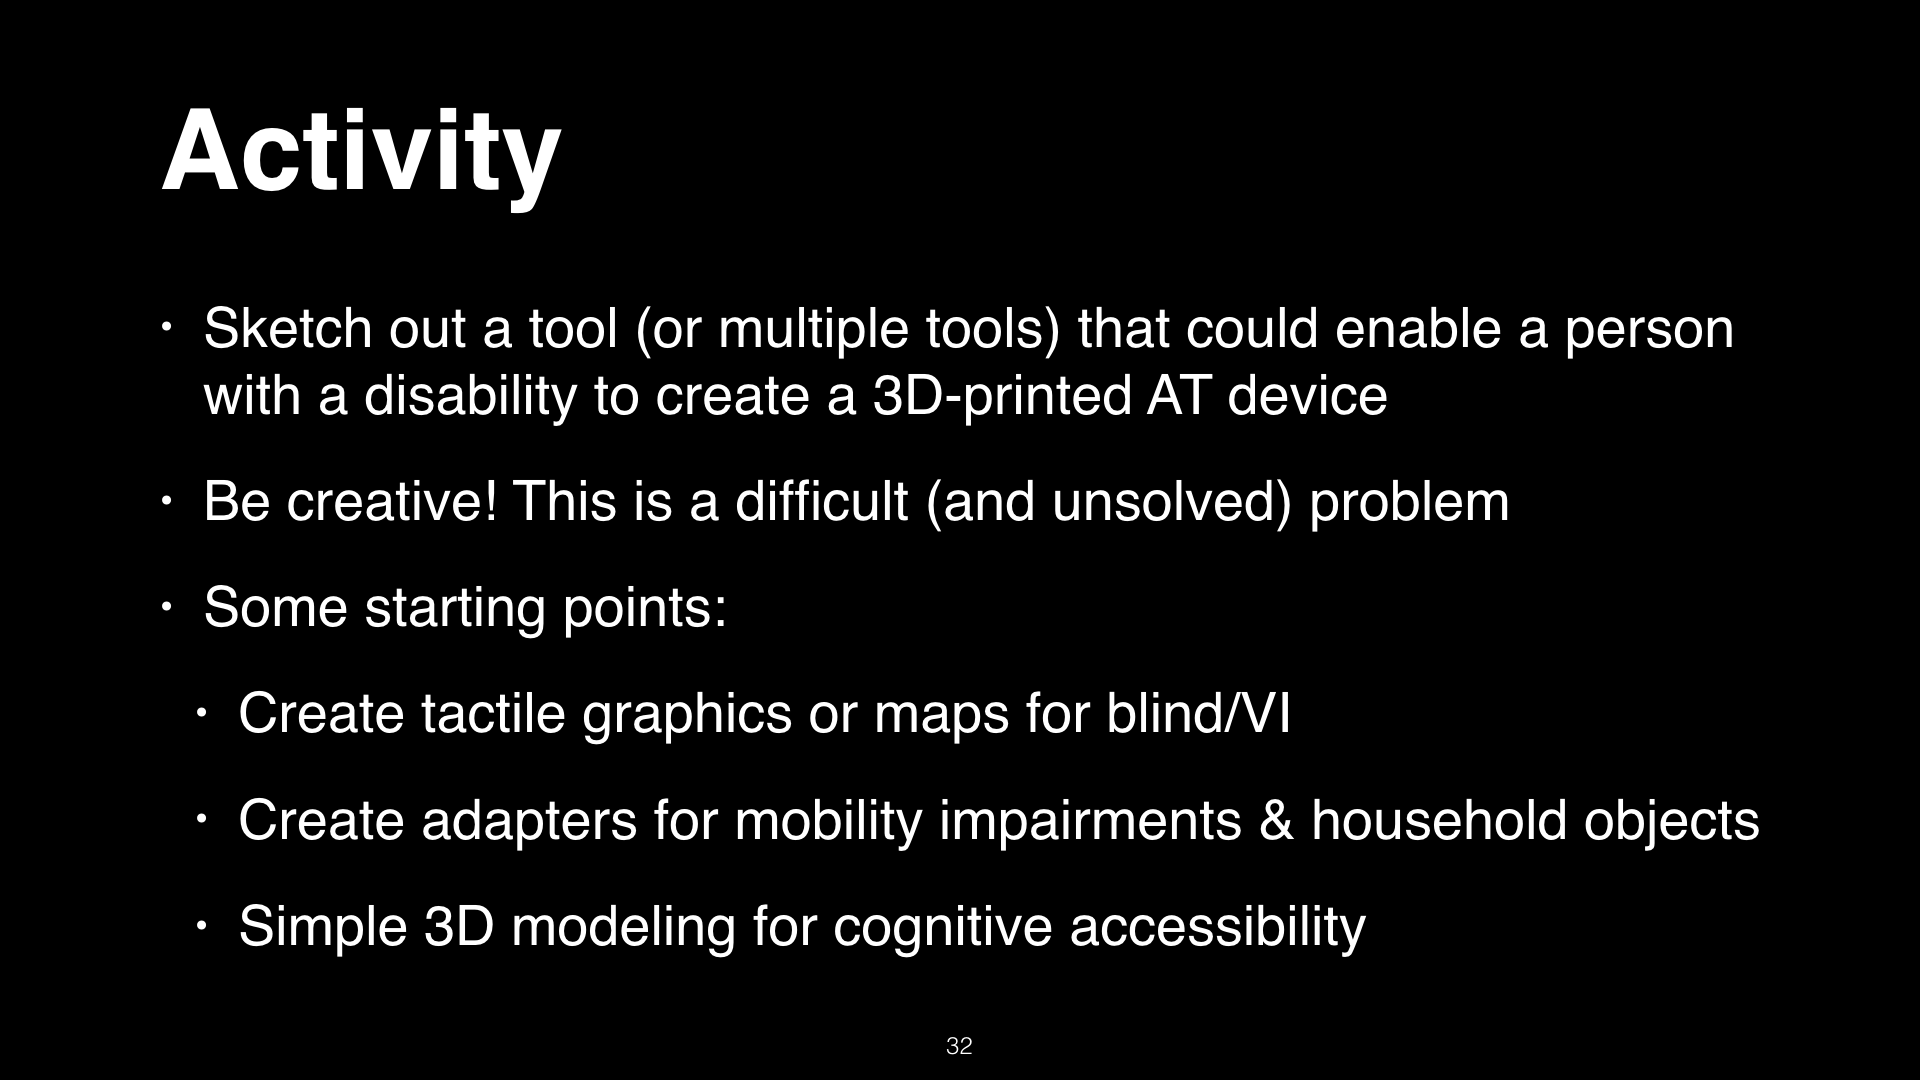 Activity
• Sketch out a tool (or multiple tools) that could enable a person
with a disability to create a 3D-printed AT device
• Be creative! This is a difficult (and unsolved) problem
• Some starting points:
• Create tactile graphics or maps for blind/VI
• Create adapters for mobility impairments & household objects
• Simple 3D modeling for cognitive accessibility
32